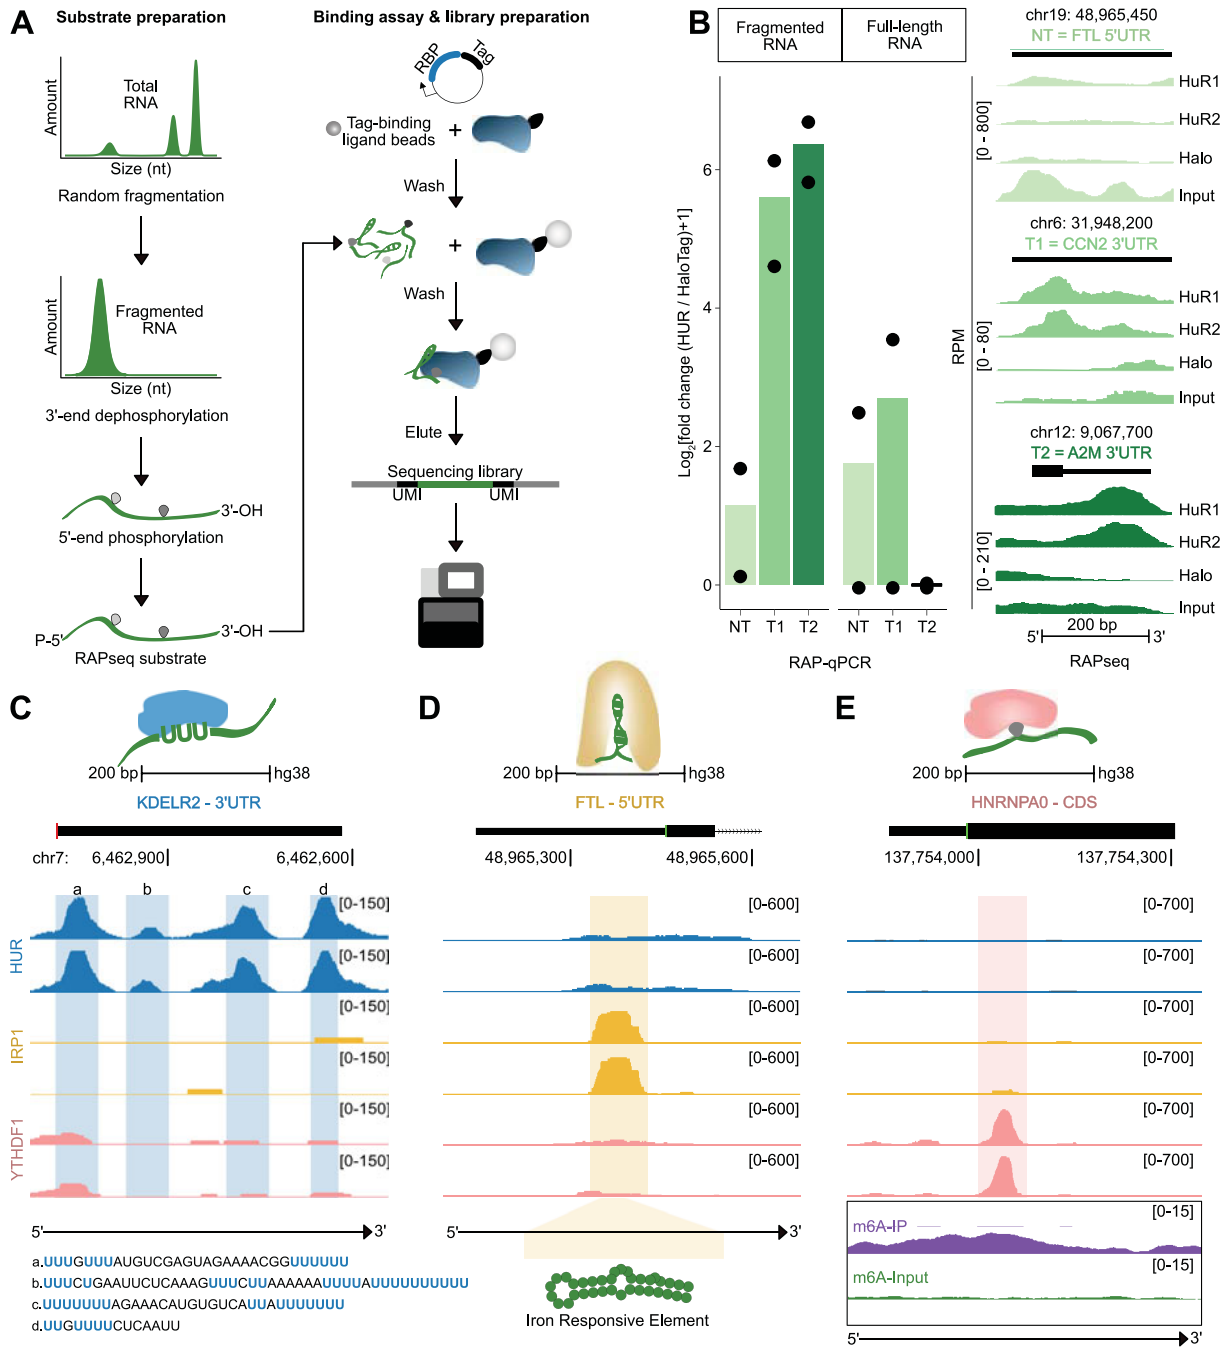 A
Substrate preparation
Amount
Total
RNA
Size (nt)
Random fragmentation
Amount
Fragmented
RNA
Size (nt)
3'-end dephosphorylation
3'-OH
5'-end phosphorylation
P-5'
3'-OH
RAPseq substrate
Binding assay & library preparation
RBP
Tag
Tag-binding
ligand beads
+
Wash
+
Wash
Elute
Sequencing library
UMI
UMI
B
Fragmented
RNA
Full-length
RNA
Log2[fold change (HUR / HaloTag)+1]
6
4
2
0
NT
T1
T2
NT
T1
T2
RAP-qPCR
RPM
chr19: 48,965,450
NT = FTL 5'UTR
[0 - 800]
HuR1
HuR2
Halo
Input
chr6: 31,948,200
T1 = CCN2 3'UTR
[0 - 80]
HuR1
HuR2
Halo
Input
chr12: 9,067,700
T2 = A2M 3'UTR
[0 - 210]
HuR1
HuR2
Halo
Input
5'
200 bp
3'
RAPseq
C
200 bp
hg38
KDELR2 - 3'UTR
chr7:
6,462,900
6,462,600
a
b
c
d
HUR
[0-150]
[0-150]
IRP1
[0-150]
[0-150]
YTHDF1
[0-150]
[0-150]
5'
3'
a.UUUGUUUAUGUCGAGUAGAAAACGGUUUUUU
b.UUUCUGAAUUCUCAAAGUUUCUUAAAAAAUUUUAUUUUUUUUUU
c.UUUUUUUAGAAACAUGUGUCAUUAUUUUUUU
d.UUGUUUUCUCAAUU
D
200 bp
hg38
FTL - 5'UTR
48,965,300
48,965,600
[0-600]
[0-600]
[0-600]
[0-600]
[0-600]
[0-600]
5'
3'
Iron Responsive Element
E
200 bp
hg38
HNRNPA0 - CDS
137,754,000
137,754,300
[0-700]
[0-700]
[0-700]
[0-700]
[0-700]
[0-700]
m6A-IP
[0-15]
m6A-Input
[0-15]
5'
3'